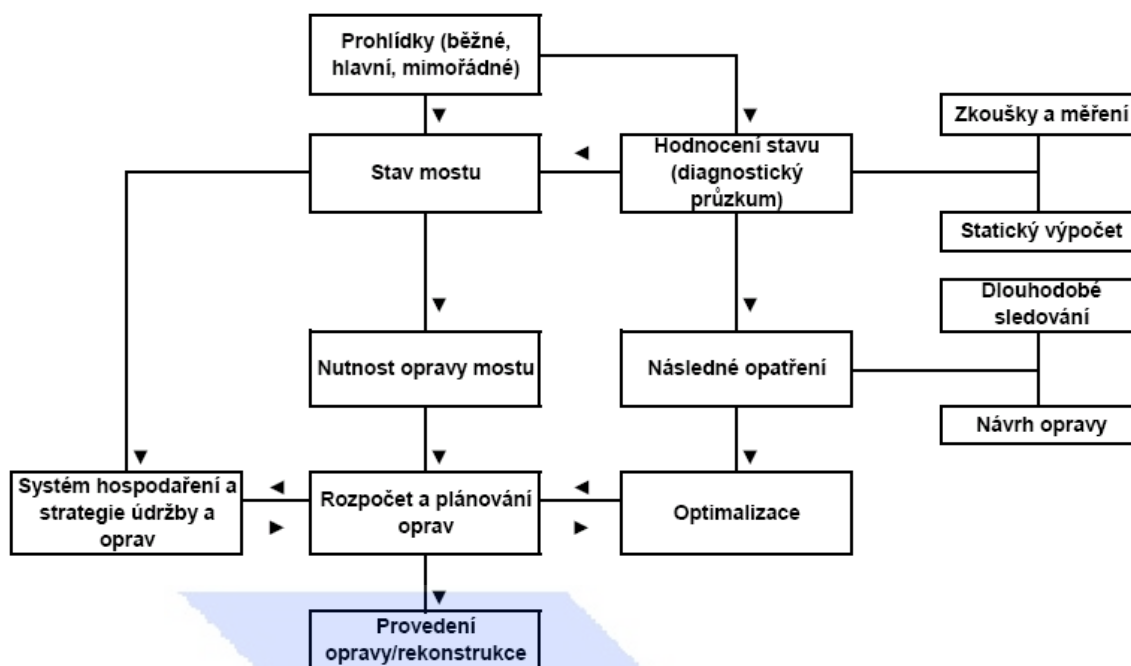 Prohlídky (běžné,
hlavní, mimořádné)
Zkoušky a měření
Stav mostu
Hodnocení stavu
(diagnostický
průzkum)
Statický výpočet
Dlouhodobé
sledování
Nutnost opravy mostu
Následné opatření
Návrh opravy
Systém hospodaření a
strategie údržby a
oprav
Rozpočet a plánování
oprav
Optimalizace
Provedení
opravy/rekonstrukce